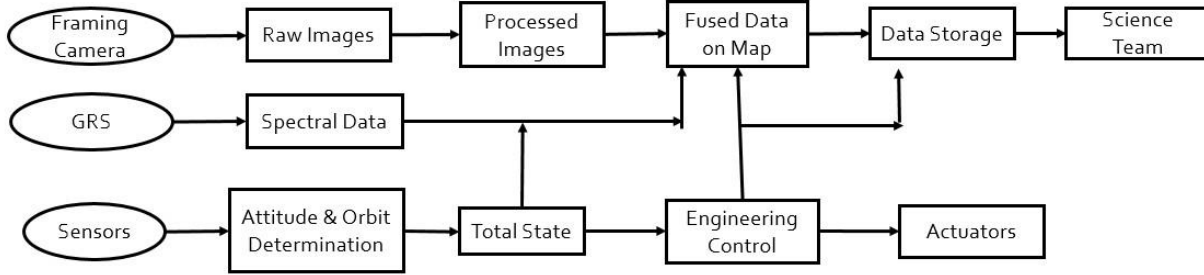 Framing
Camera
Raw Images
Processed
Images
Fused Data
on Map
Data Storage
Science
Team
GRS
Spectral Data
Sensors
Attitude & Orbit
Determination
Total State
Engineering
Control
Actuators